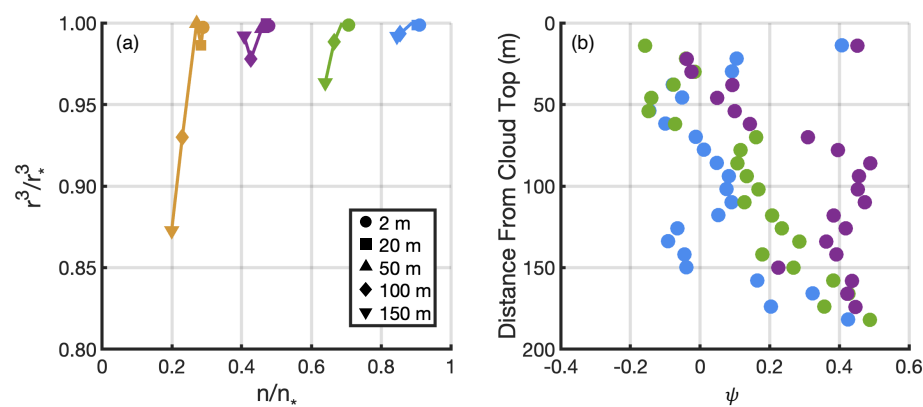 (a)
1.00
0.95
0.90
0.85
0.80
r³/r*³
0
0.2
0.4
0.6
0.8
1
n/n*
2 m
20 m
50 m
100 m
150 m
(b)
0
50
100
150
200
Distance From Cloud Top (m)
-0.4
-0.2
0
0.2
0.4
0.6
ψ